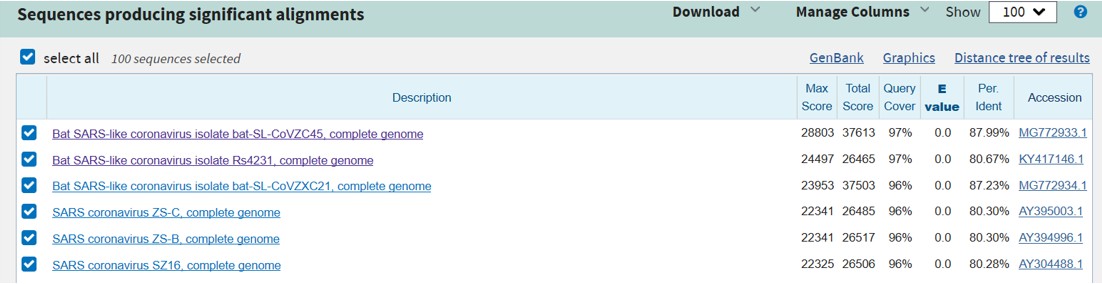 Sequences producing significant alignments Download Manage Columns Show 100 ?
select all 100 sequences selected GenBank Graphics Distance tree of results
Description Max Score Total Score Query Cover E value Per. Ident Accession
Bat SARS-like coronavirus isolate bat-SL-CoVZC45, complete genome 28803 37613 97% 0.0 87.99% MG772933.1
Bat SARS-like coronavirus isolate Rs4231, complete genome 24497 26465 97% 0.0 80.67% KY417146.1
Bat SARS-like coronavirus isolate bat-SL-CoVZXC21, complete genome 23953 37503 96% 0.0 87.23% MG772934.1
SARS coronavirus ZS-C, complete genome 22341 26485 96% 0.0 80.30% AY395003.1
SARS coronavirus ZS-B, complete genome 22341 26517 96% 0.0 80.30% AY394996.1
SARS coronavirus SZ16, complete genome 22325 26506 96% 0.0 80.28% AY304488.1